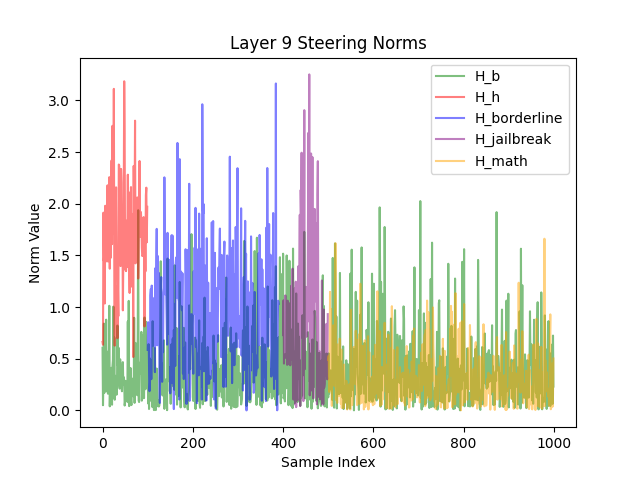 Layer 9 Steering Norms
H_b
H_h
H_borderline
H_jailbreak
H_math
Norm Value
3.0
2.5
2.0
1.5
1.0
0.5
0.0
0
200
400
600
800
1000
Sample Index